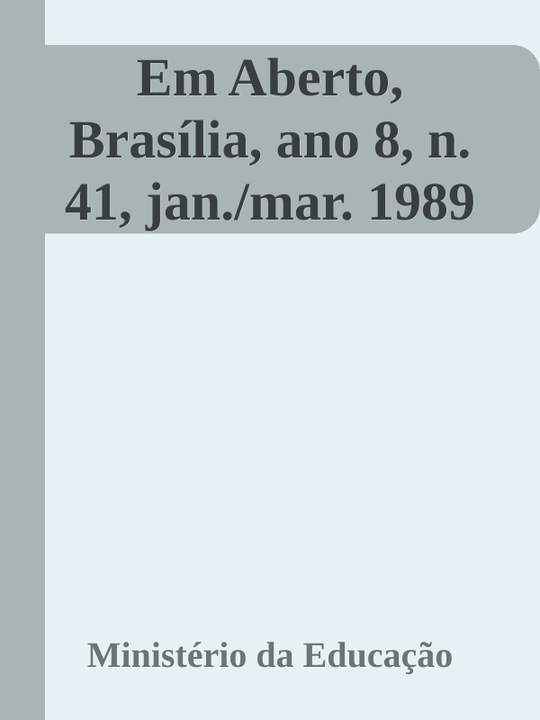 Em Aberto,
Brasília, ano 8, n.
41, jan./mar. 1989
Ministério da Educação